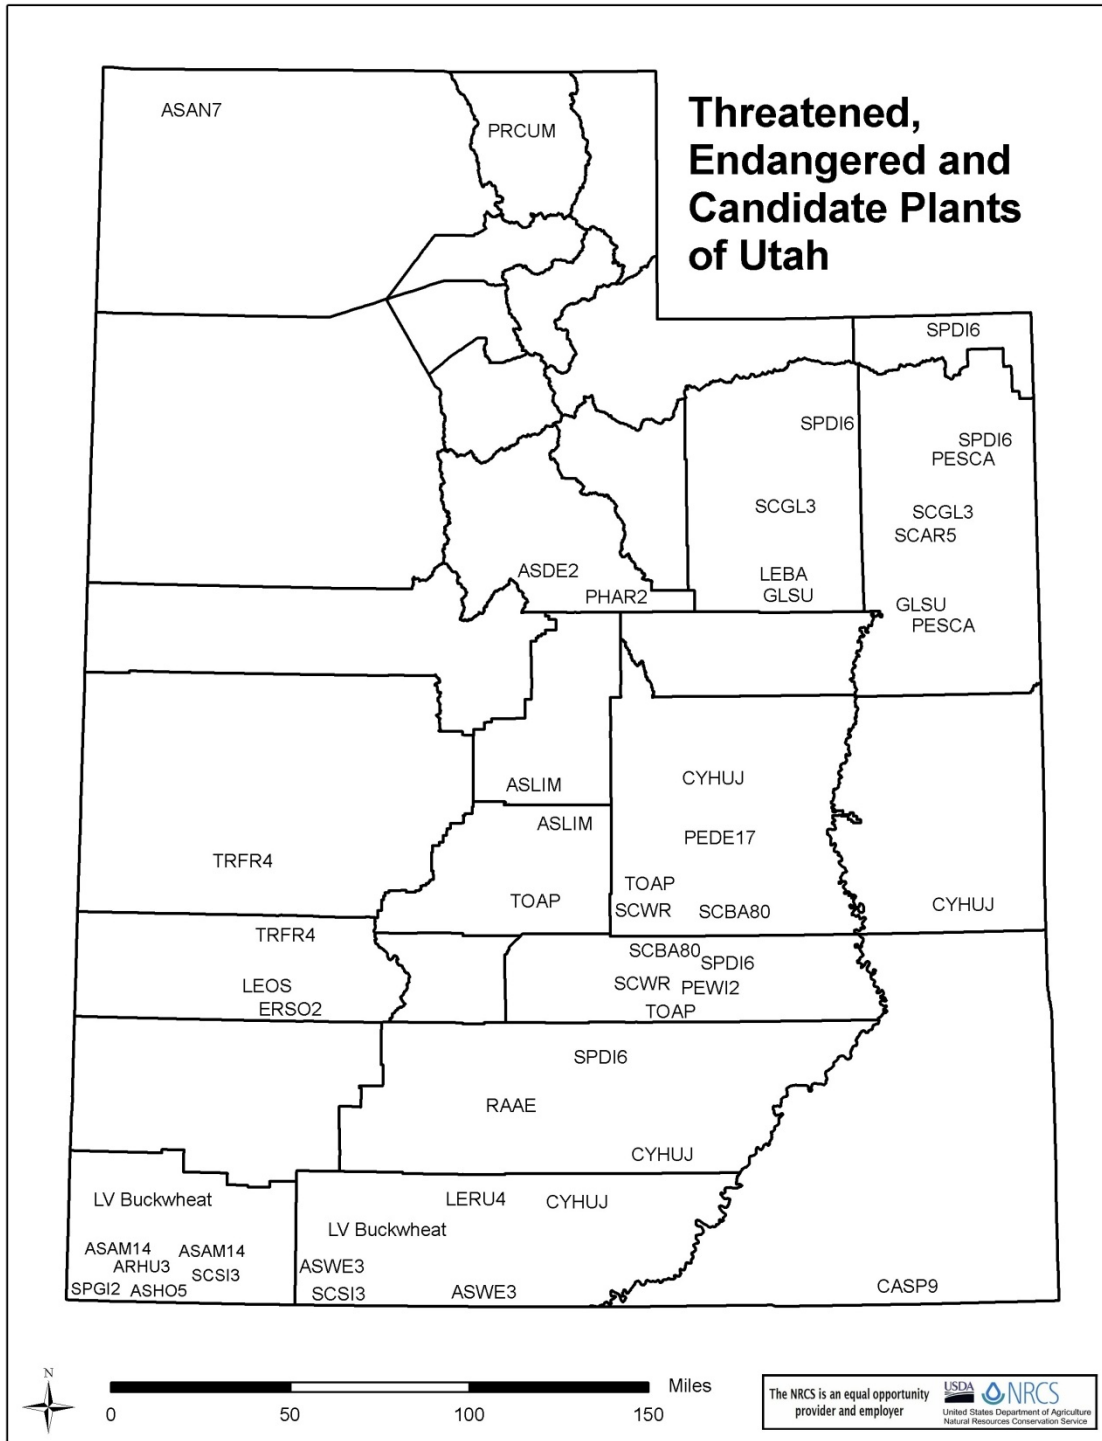 Threatened,
Endangered and
Candidate Plants
of Utah
ASAN7
PRCUM
SPDI6
SPDI6
SPDI6
PESCA
SCGL3
SCGL3
SCAR5
ASDE2
LEBA
PHAR2
GLSU
GLSU
PESCA
ASLIM
CYHUJ
ASLIM
PEDE17
TRFR4
TOAP
TOAP
SCWR
SCBA80
CYHUJ
TRFR4
SCBA80
SPDI6
LEOS
SCWR
PEWI2
ERSO2
TOAP
SPDI6
RAAE
CYHUJ
LV Buckwheat
LERU4
CYHUJ
LV Buckwheat
ASAM14
ASAM14
ARHU3
ASWE3
SCSI3
SPGI2
ASHO5
SCSI3
ASWE3
CASP9
N
Miles
0 50 100 150
The NRCS is an equal opportunity
provider and employer
USDA NRCS
United States Department of Agriculture
Natural Resources Conservation Service